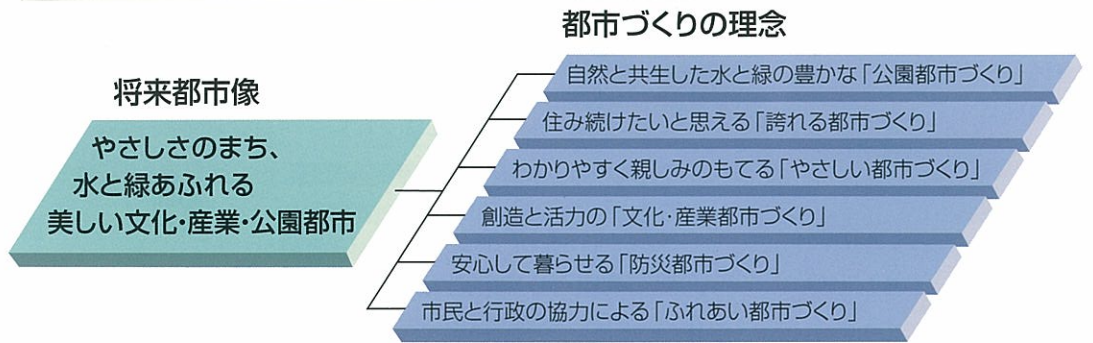 将来都市像
やさしさのまち、
水と緑あふれる
美しい文化・産業・公園都市
都市づくりの理念
自然と共生した水と緑の豊かな「公園都市づくり」
住み続けたいと思える「誇れる都市づくり」
わかりやすく親しみのもてる「やさしい都市づくり」
創造と活力の「文化・産業都市づくり」
安心して暮らせる「防災都市づくり」
市民と行政の協力による「ふれあい都市づくり」